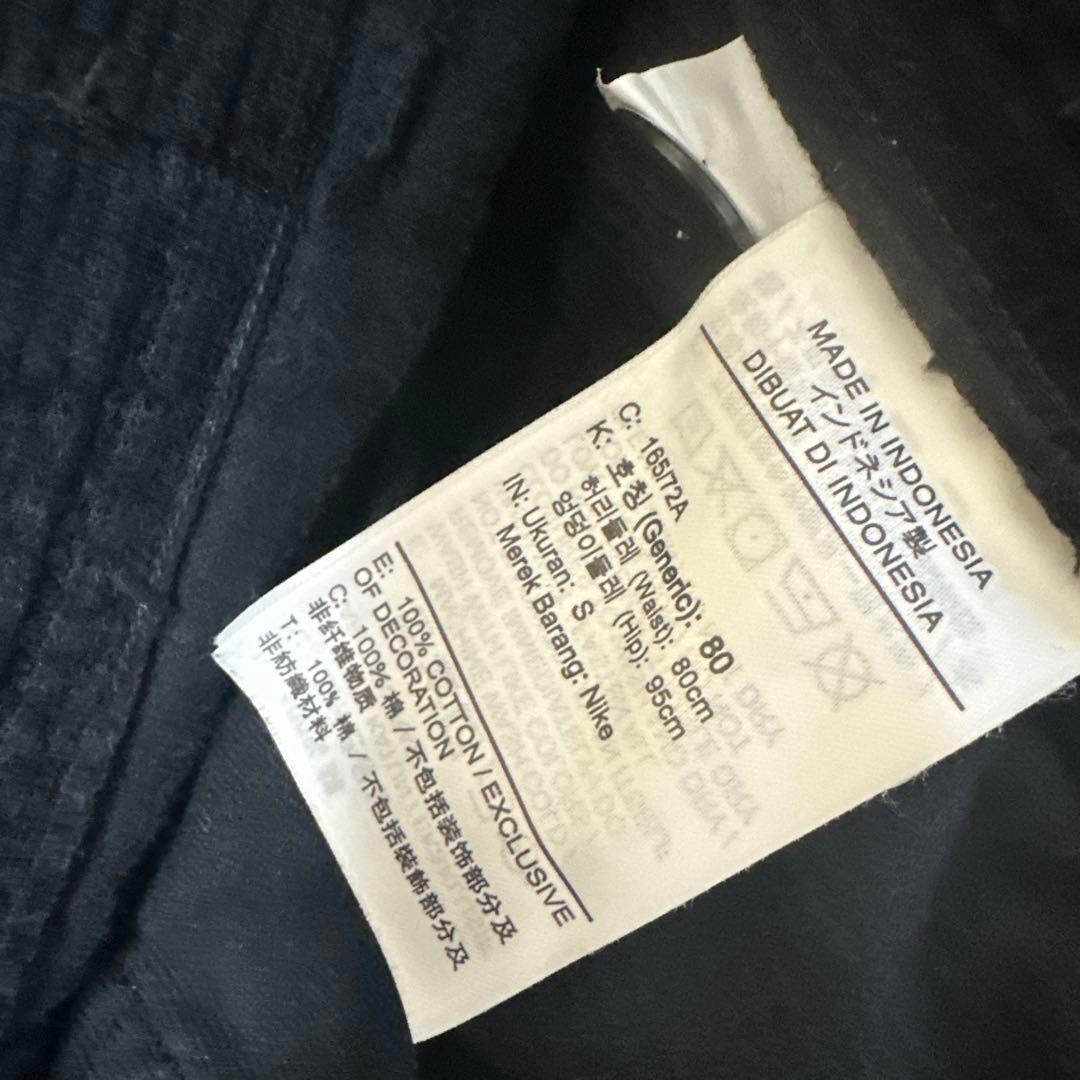 MADE IN INDONESIA
インドネシア製
DIBUAT DI INDONESIA
C: 165/72A
K: 호칭 (Generic): 80
허리둘레 (Waist): 80cm
엉덩이둘레 (Hip): 95cm
IN: Ukuran: S
Merek Barang: Nike
E: 100% COTTON / EXCLUSIVE
OF DECORATION
C: 100% 棉 / 不包括装饰部分及
非纤维物质
T: 100% 棉 / 不包括裝飾部分及
非紡織材料